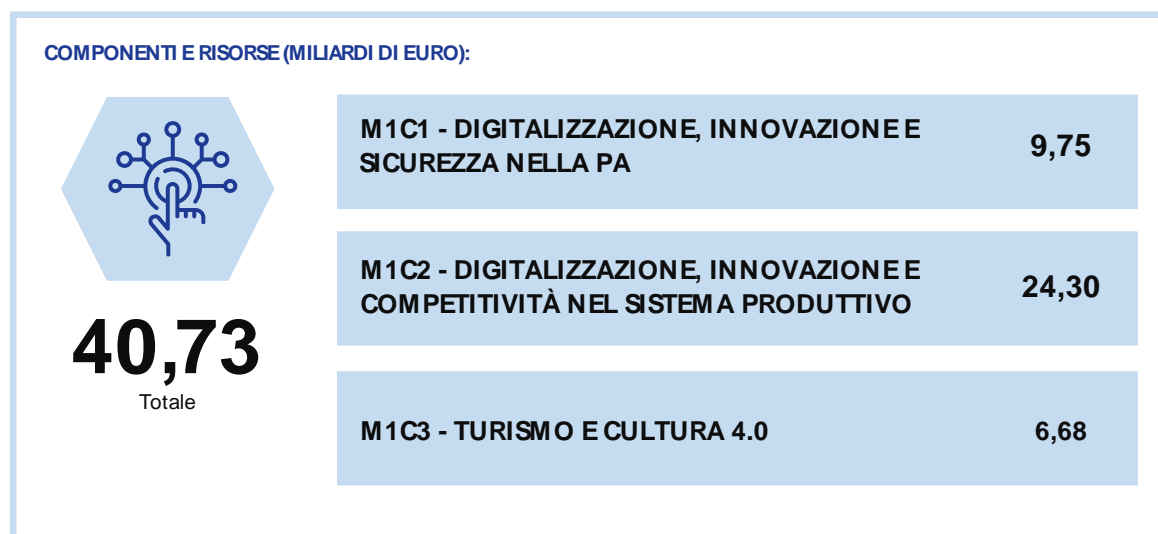 COMPONENTI E RISORSE (MILIARDI DI EURO):
M1C1 - DIGITALIZZAZIONE, INNOVAZIONE E
SICUREZZA NELLA PA
9,75
M1C2 - DIGITALIZZAZIONE, INNOVAZIONE E
COMPETITIVITÀ NEL SISTEMA PRODUTTIVO
24,30
40,73
Totale
M1C3 - TURISMO E CULTURA 4.0
6,68